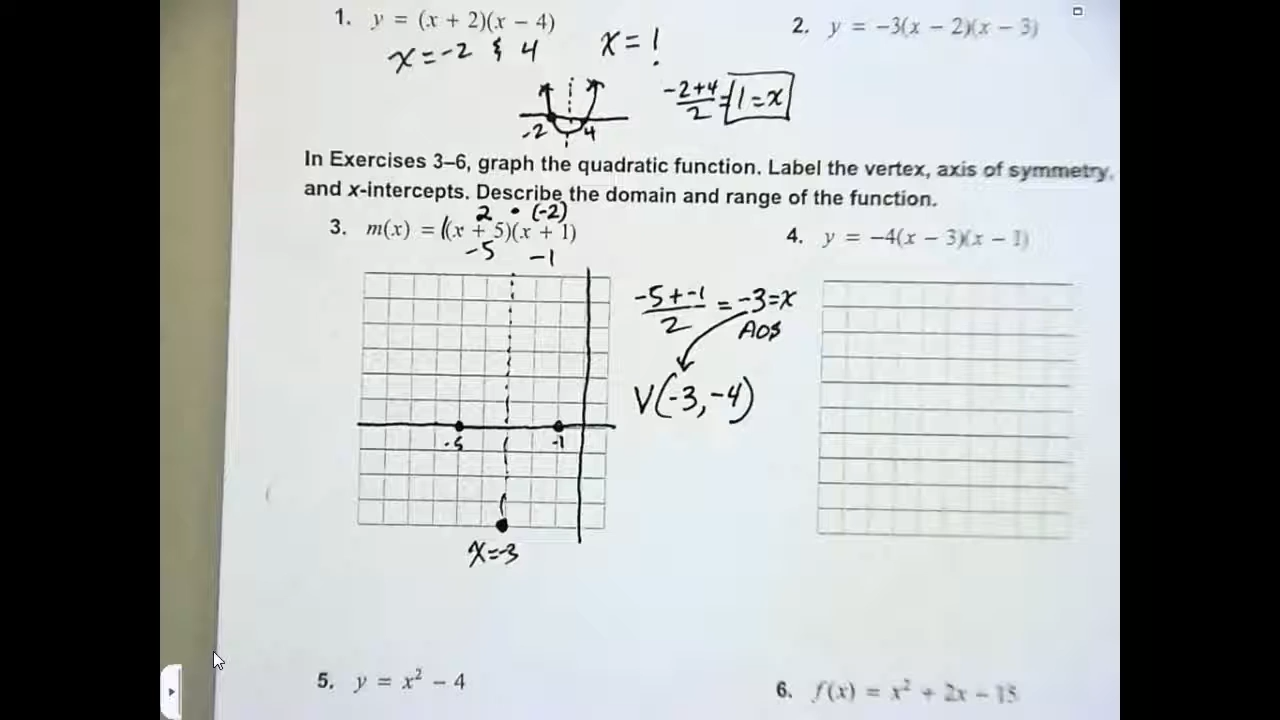 1. y = (x + 2)(x − 4)
2. y = −3(x − 2)(x − 3)
x = -2 & 4
x = 1
-2+4/2 = 1 = x
-2 4
In Exercises 3–6, graph the quadratic function. Label the vertex, axis of symmetry,
and x-intercepts. Describe the domain and range of the function.
2 • (-2)
3. m(x) = (x + 5)(x + 1)
4. y = −4(x − 3)(x − 1)
-5 -1
-5+-1/2 = -3=x
AOS
V(-3,-4)
-5 -1
x=-3
5. y = x² − 4
6. f(x) = x² + 2x − 15